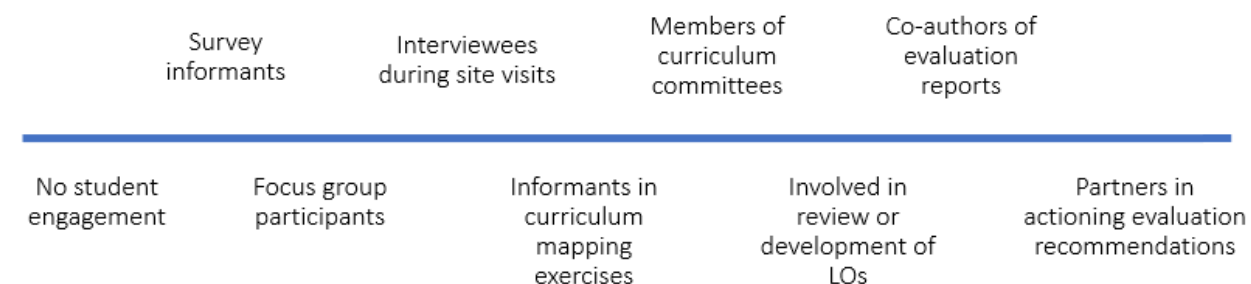 Survey
informants
Interviewees
during site visits
Members of
curriculum
committees
Co-authors of
evaluation
reports
No student
engagement
Focus group
participants
Informants in
curriculum
mapping
exercises
Involved in
review or
development of
LOs
Partners in
actioning evaluation
recommendations